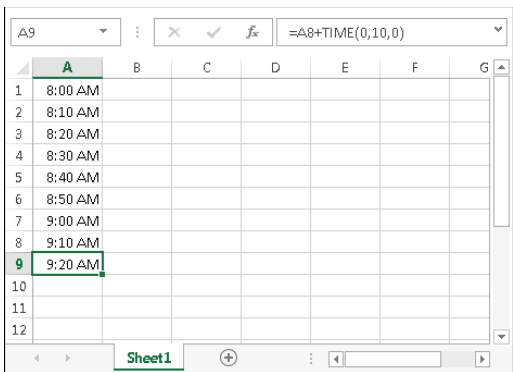 A9 fx =A8+TIME(0,10,0)
A B C D E F G
1 8:00 AM
2 8:10 AM
3 8:20 AM
4 8:30 AM
5 8:40 AM
6 8:50 AM
7 9:00 AM
8 9:10 AM
9 9:20 AM
10
11
12
Sheet1